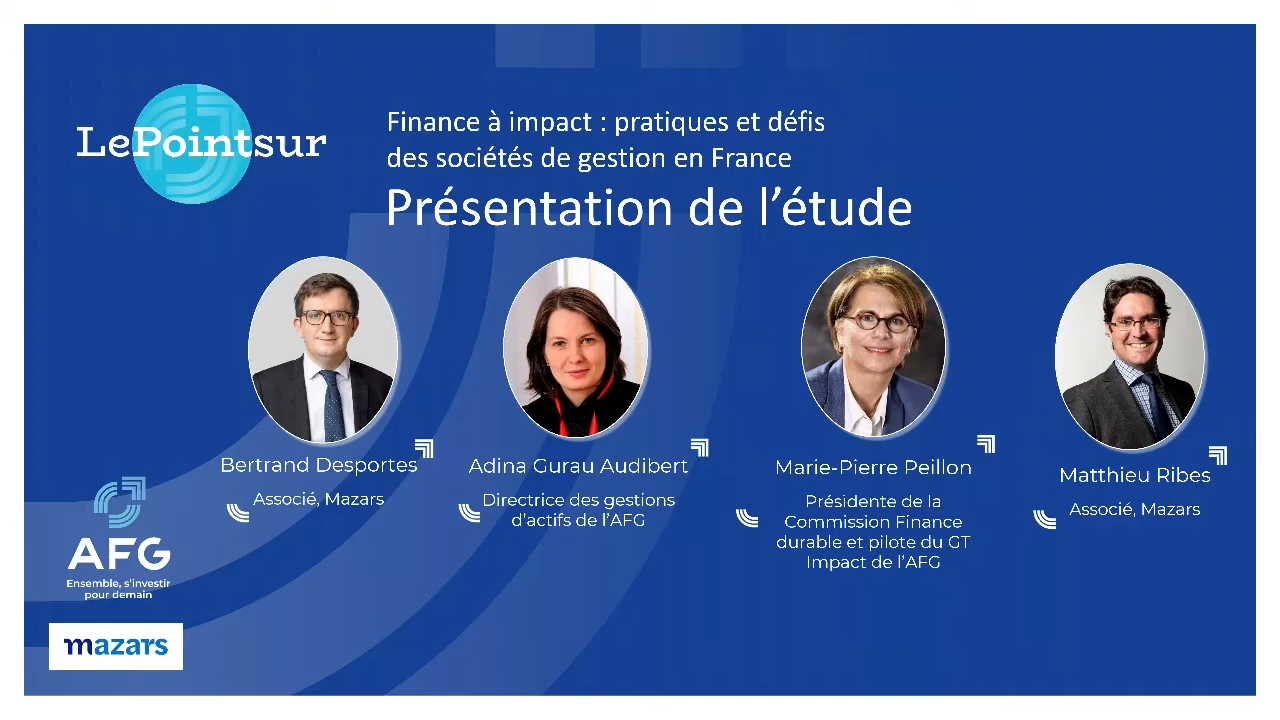 LePointsur
Finance à impact : pratiques et défis
des sociétés de gestion en France
Présentation de l’étude
Bertrand Desportes
Associé, Mazars
Adina Gurau Audibert
Directrice des gestions
d’actifs de l’AFG
Marie-Pierre Peillon
Présidente de la
Commission Finance
durable et pilote du GT
Impact de l’AFG
Matthieu Ribes
Associé, Mazars
AFG
Ensemble, s’investir
pour demain
mazars